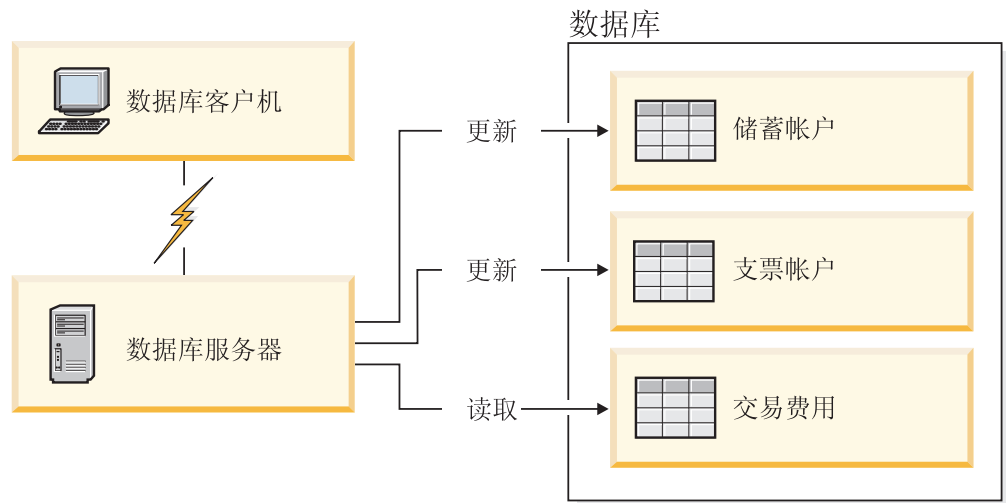 数据库
数据库客户机
更新
储蓄帐户
更新
支票帐户
数据库服务器
读取
交易费用